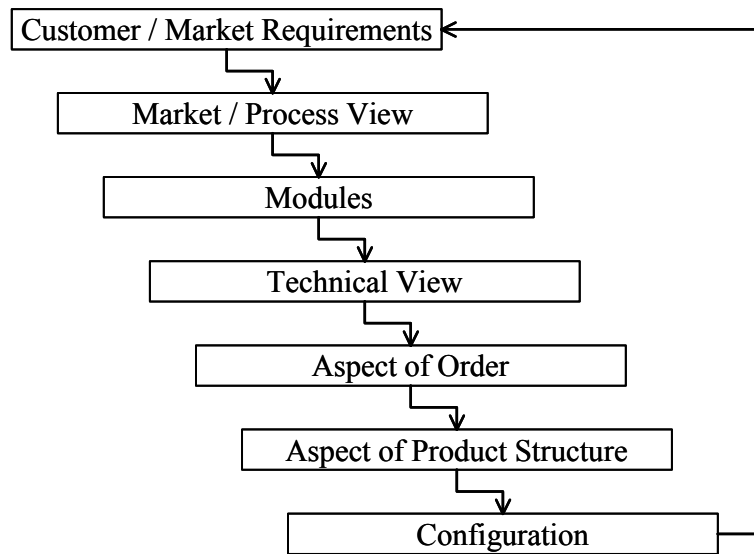 Customer / Market Requirements
Market / Process View
Modules
Technical View
Aspect of Order
Aspect of Product Structure
Configuration